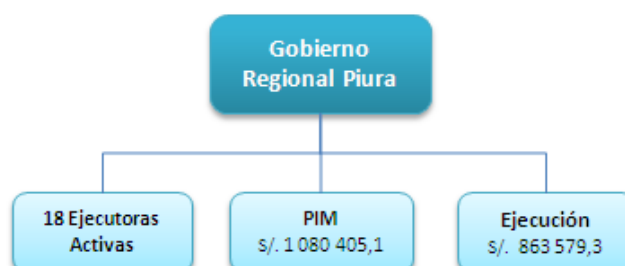 Gobierno
Regional Piura
18 Ejecutoras
Activas
PIM
S/. 1 080 405,1
Ejecución
S/. 863 579,3